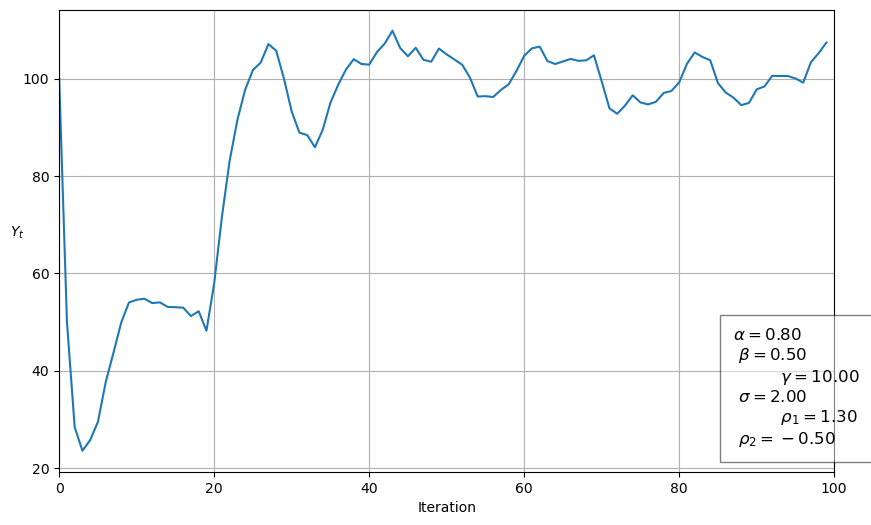 100
80
60
40
20
Yₜ
0 20 40 60 80 100
Iteration
α = 0.80
β = 0.50
γ = 10.00
σ = 2.00
ρ₁ = 1.30
ρ₂ = −0.50